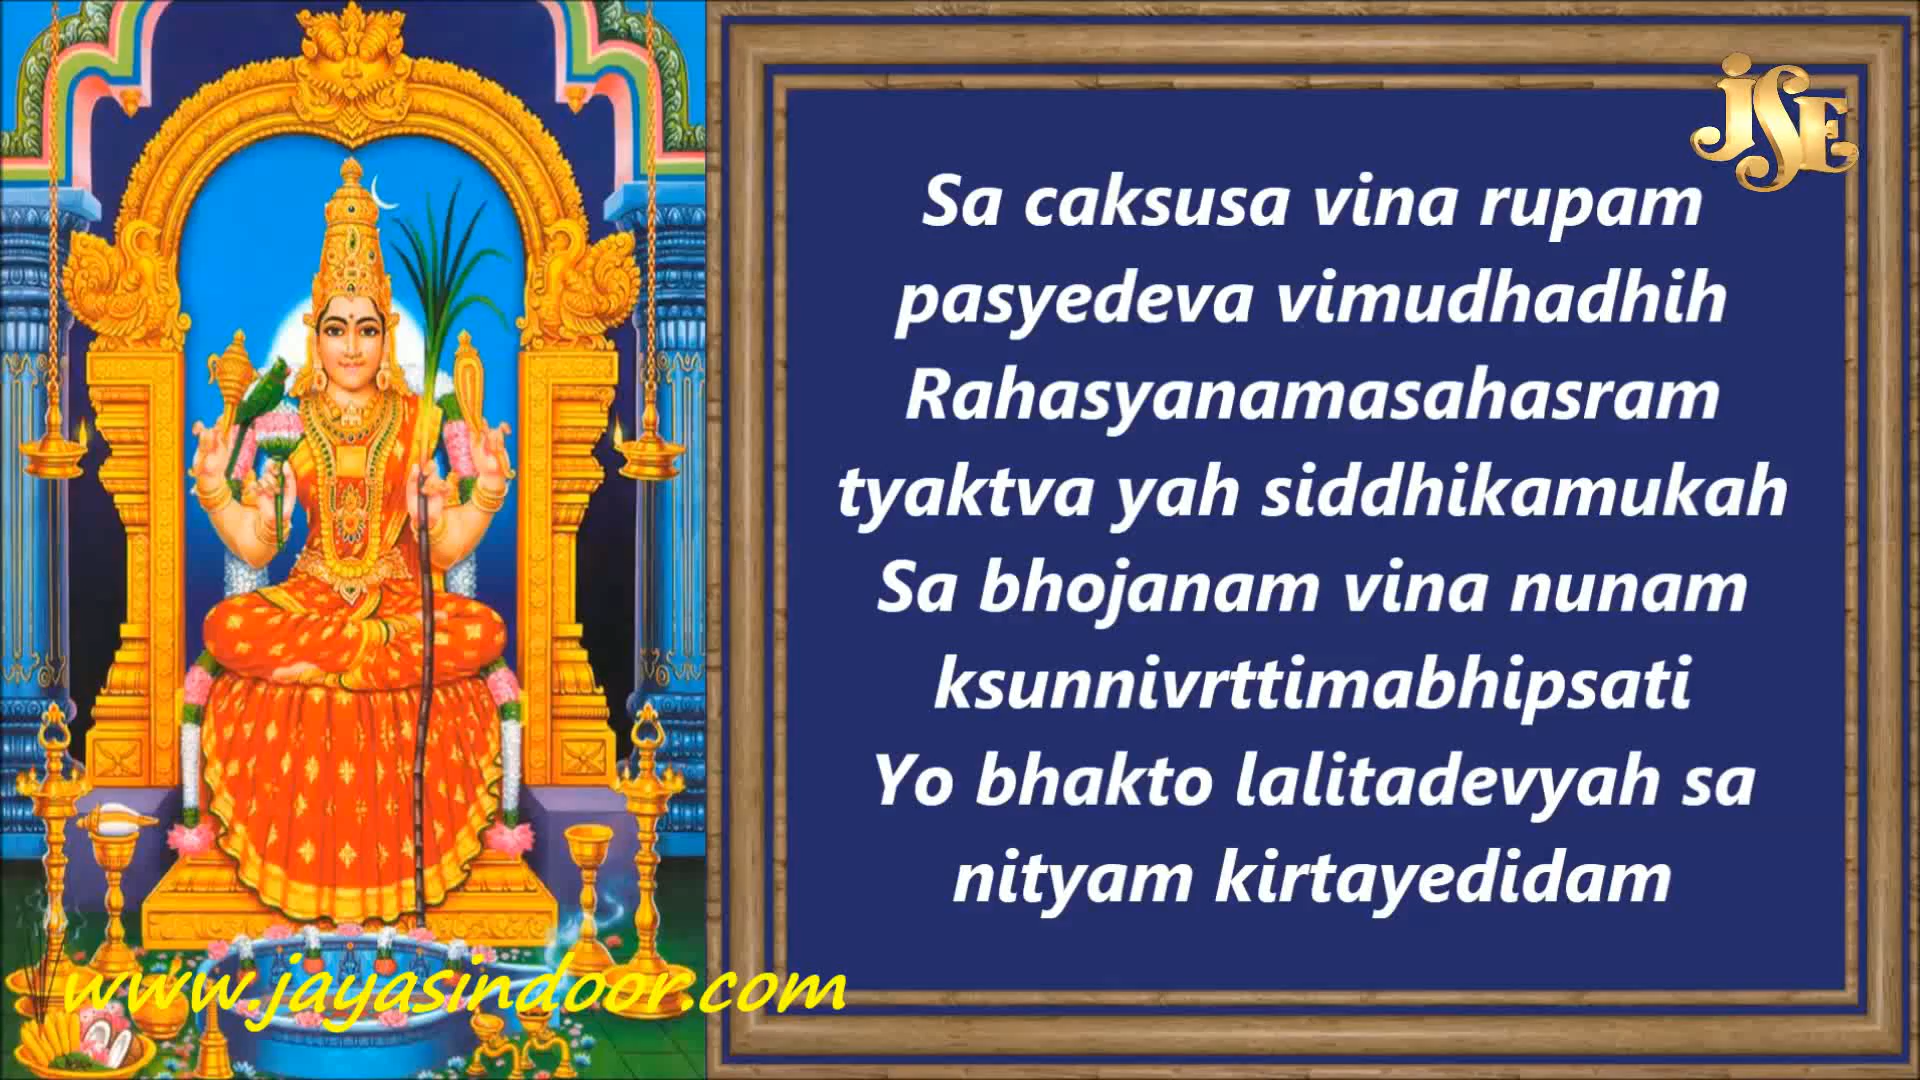 JSE
Sa caksusa vina rupam
pasyedeva vimudhadhih
Rahasyanamasahasram
tyaktva yah siddhikamukah
Sa bhojanam vina nunam
ksunnivrttimabhipsati
Yo bhakto lalitadevyah sa
nityam kirtayedidam
www.jayasindoor.com